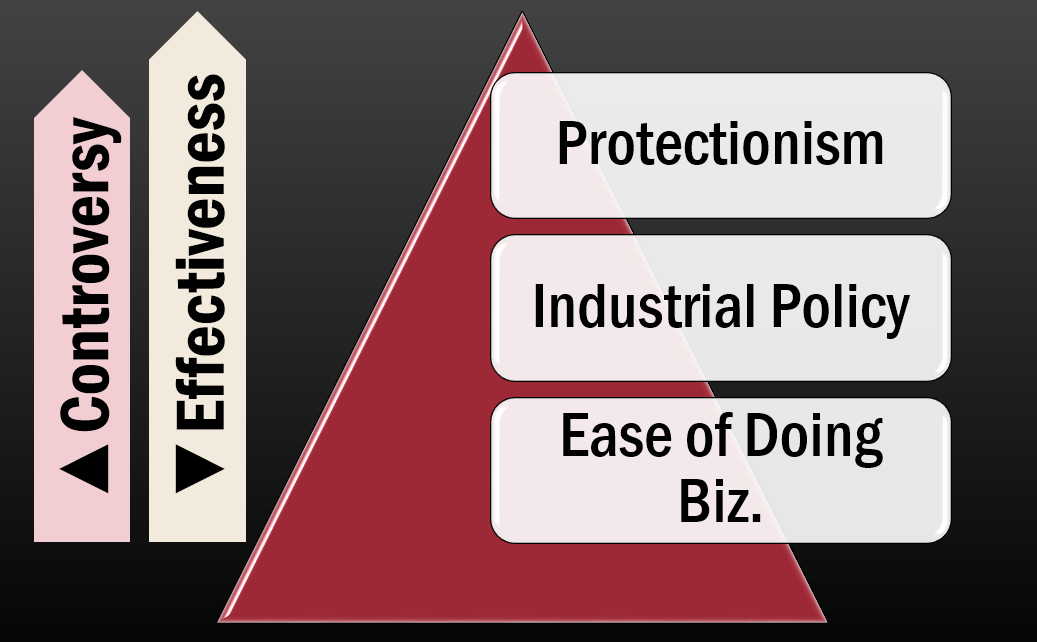 ▲Controversy
▼Effectiveness
Protectionism
Industrial Policy
Ease of Doing
Biz.